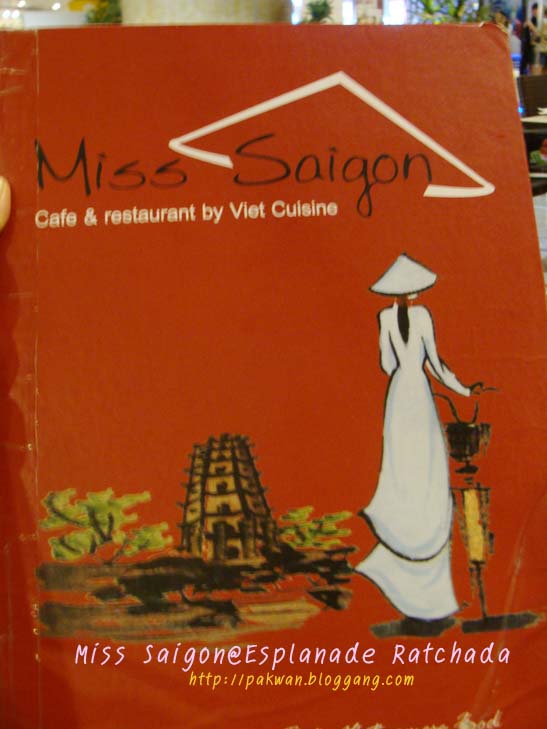 Miss Saigon
Cafe & restaurant by Viet Cuisine
Miss Saigon@Esplanade Ratchada
http://pakwan.bloggang.com